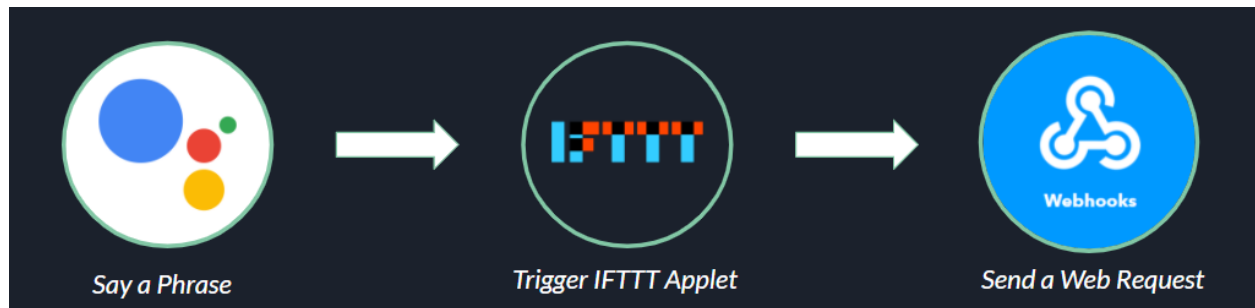 IFTTT
Webhooks
Say a Phrase
Trigger IFTTT Applet
Send a Web Request